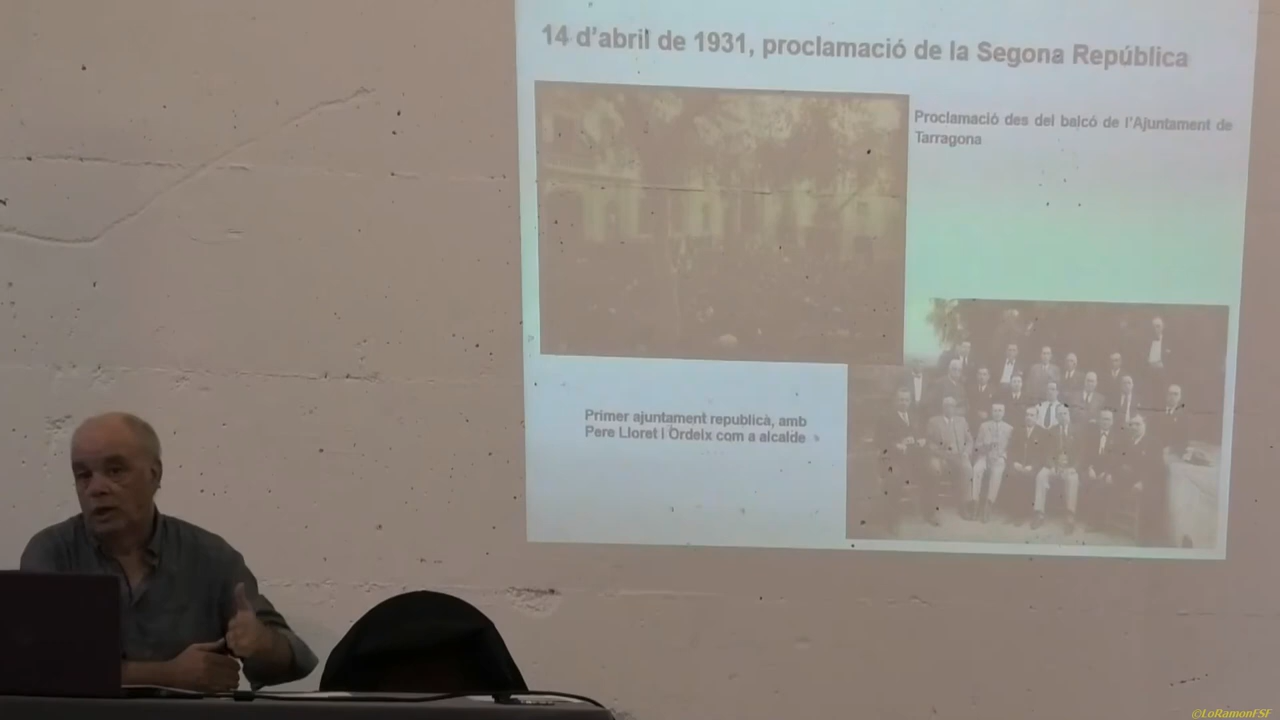 14 d'abril de 1931, proclamació de la Segona República
Proclamació des del balcó de l'Ajuntament de
Tarragona
Primer ajuntament republicà, amb
Pere Lloret i Ordeix com a alcalde
©LoRamonFSF